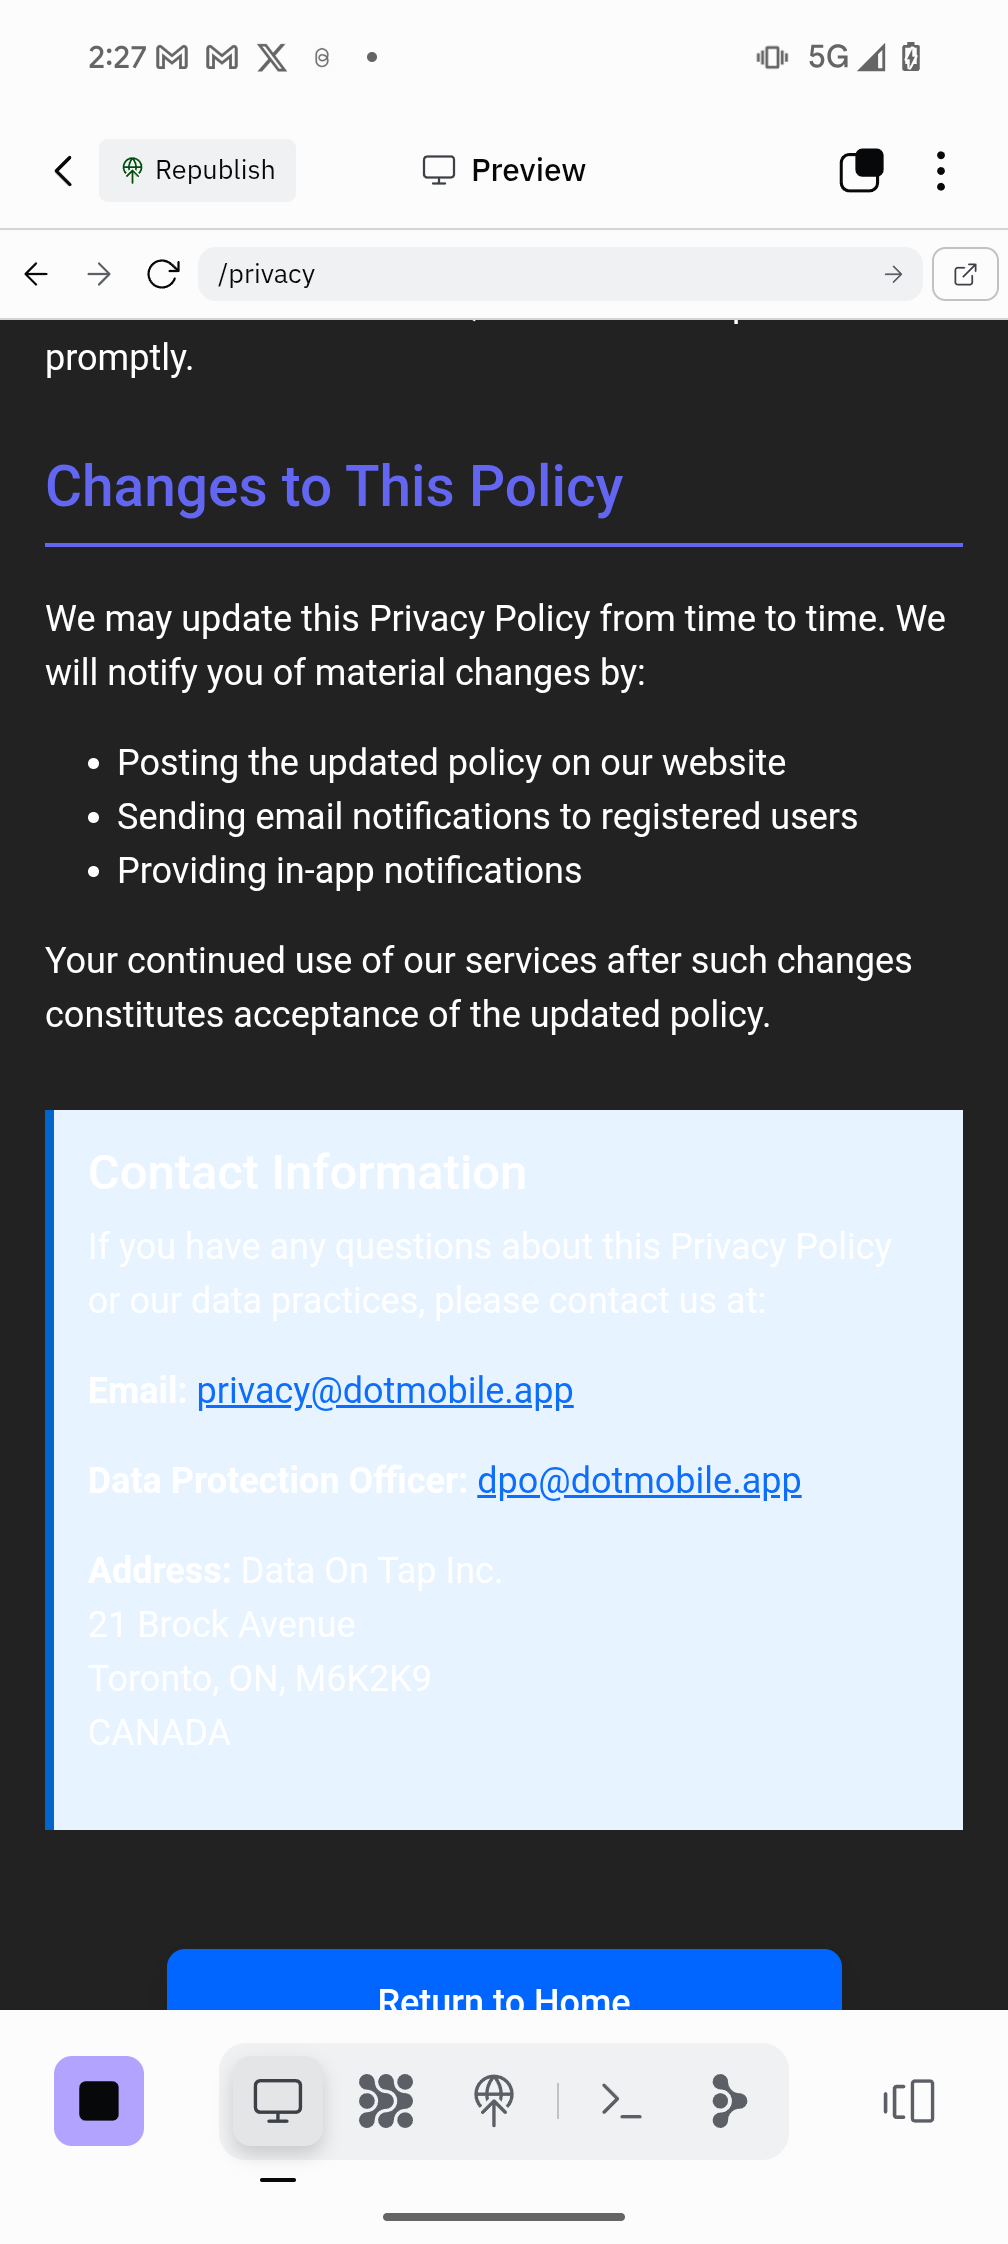 2:27
5G
Republish
Preview
/privacy
promptly.
Changes to This Policy
We may update this Privacy Policy from time to time. We
will notify you of material changes by:
• Posting the updated policy on our website
• Sending email notifications to registered users
• Providing in-app notifications
Your continued use of our services after such changes
constitutes acceptance of the updated policy.
Contact Information
If you have any questions about this Privacy Policy
or our data practices, please contact us at:
Email: privacy@dotmobile.app
Data Protection Officer: dpo@dotmobile.app
Address: Data On Tap Inc.
21 Brock Avenue
Toronto, ON, M6K2K9
CANADA
Return to Home